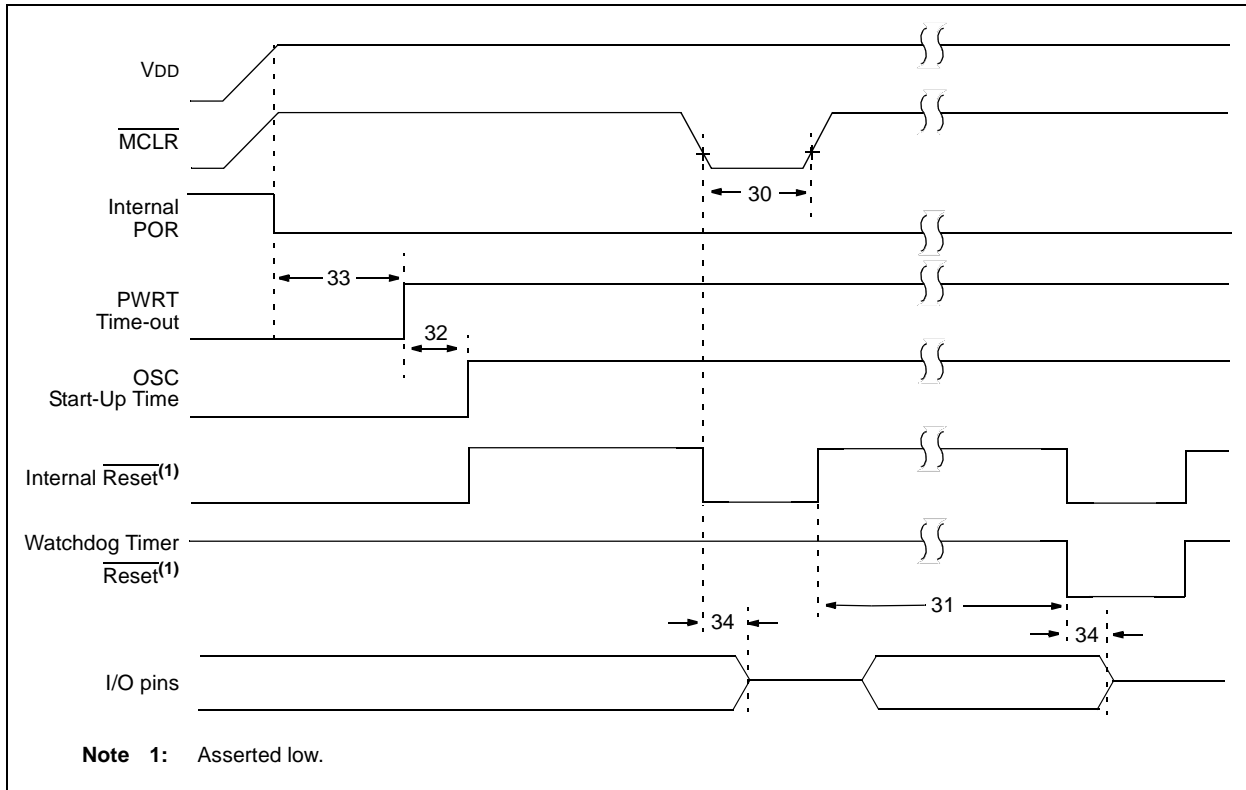 VDD
MCLR
30
Internal
POR
33
PWRT
Time-out
32
OSC
Start-Up Time
Internal Reset(1)
Watchdog Timer
Reset(1)
31
34
34
I/O pins
Note 1: Asserted low.